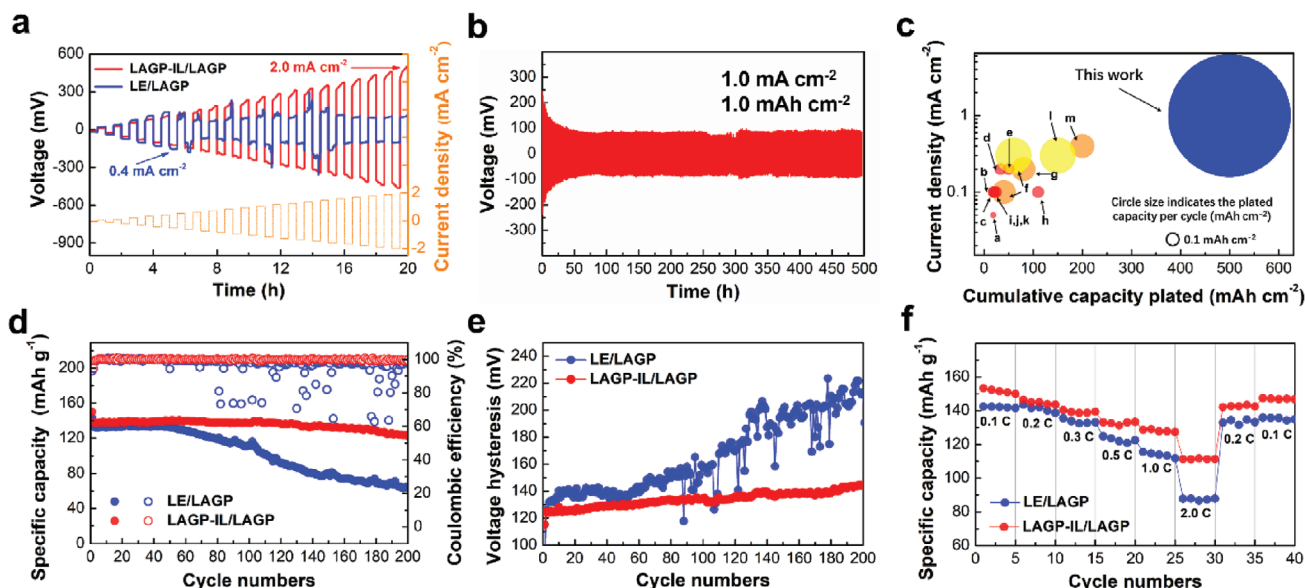 a
600
300
0
-300
-600
-900
Voltage (mV)
LAGP-IL/LAGP
LE/LAGP
2.0 mA cm⁻²
0.4 mA cm⁻²
2
0
-2
Current density (mA cm⁻²)
0 4 8 12 16 20
Time (h)
b
300
200
100
0
-100
-200
-300
Voltage (mV)
1.0 mA cm⁻²
1.0 mAh cm⁻²
0 50 100 150 200 250 300 350 400 450 500
Time (h)
c
1
0.1
Current density (mA cm⁻²)
This work
l
m
d
e
b
g
f
c
i,j,k
h
a
Circle size indicates the plated
capacity per cycle (mAh cm⁻²)
0.1 mAh cm⁻²
0 100 200 300 400 500 600
Cumulative capacity plated (mAh cm⁻²)
d
200
160
120
80
40
0
Specific capacity (mAh g⁻¹)
LE/LAGP
LAGP-IL/LAGP
100
80
60
40
20
0
Coulombic efficiency (%)
0 20 40 60 80 100 120 140 160 180 200
Cycle numbers
e
240
220
200
180
160
140
120
100
Voltage hysteresis (mV)
LE/LAGP
LAGP-IL/LAGP
0 20 40 60 80 100 120 140 160 180 200
Cycle numbers
f
160
140
120
100
80
60
Specific capacity (mAh g⁻¹)
0.1 C
0.2 C
0.3 C
0.5 C
1.0 C
2.0 C
0.2 C
0.1 C
LE/LAGP
LAGP-IL/LAGP
0 5 10 15 20 25 30 35 40
Cycle numbers